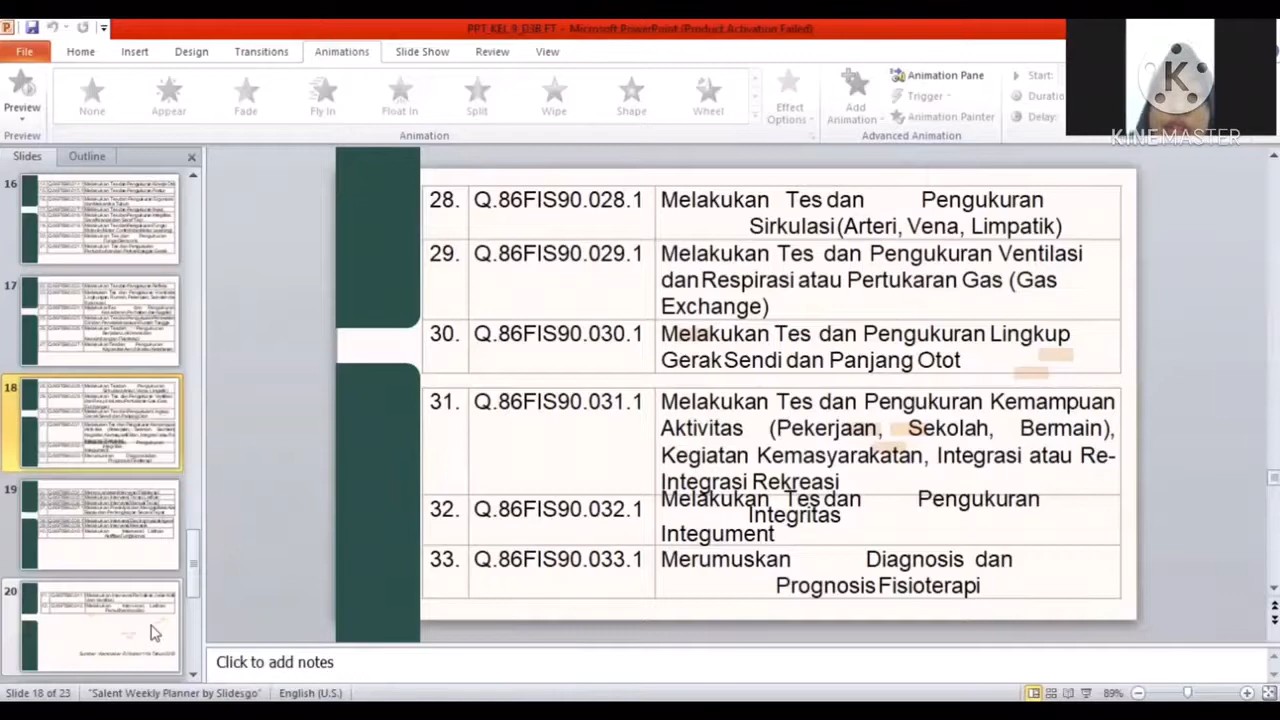 PPT_KEL 9_03B FT - Microsoft PowerPoint (Product Activation Failed)
File Home Insert Design Transitions Animations Slide Show Review View
Preview
None Appear Fade Fly In Float In Split Wipe Shape Wheel
Effect Options
Add Animation
Animation Pane
Trigger
Animation Painter
Start:
Duratio
Delay:
Preview Animation Advanced Animation
K
KINEMASTER
Slides Outline
16
17
18
19
20
28. Q.86FIS90.028.1 Melakukan Tes dan Pengukuran
Sirkulasi (Arteri, Vena, Limpatik)
29. Q.86FIS90.029.1 Melakukan Tes dan Pengukuran Ventilasi
dan Respirasi atau Pertukaran Gas (Gas
Exchange)
30. Q.86FIS90.030.1 Melakukan Tes dan Pengukuran Lingkup
Gerak Sendi dan Panjang Otot
31. Q.86FIS90.031.1 Melakukan Tes dan Pengukuran Kemampuan
Aktivitas (Pekerjaan, Sekolah, Bermain),
Kegiatan Kemasyarakatan, Integrasi atau Re-
Integrasi Rekreasi
32. Q.86FIS90.032.1 Melakukan Tes dan Pengukuran
Integritas
Integument
33. Q.86FIS90.033.1 Merumuskan Diagnosis dan
Prognosis Fisioterapi
Click to add notes
Slide 18 of 23 "Salent Weekly Planner by Slidesgo" English (U.S.) 89%